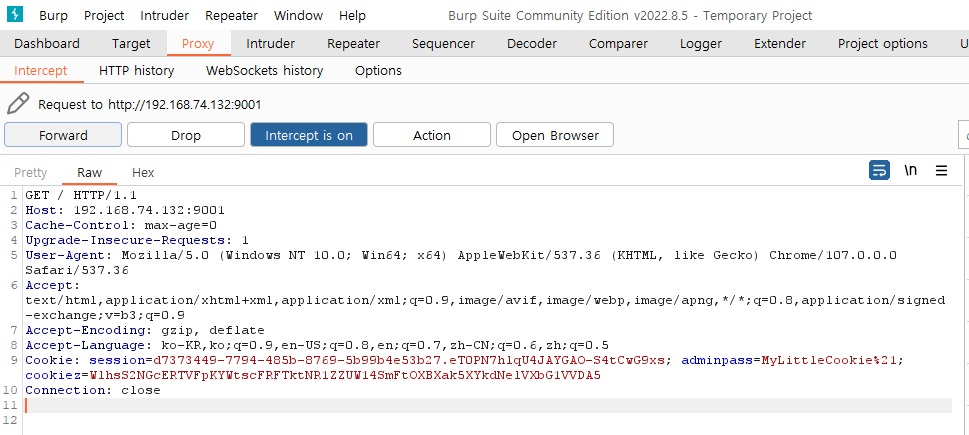 Burp Project Intruder Repeater Window Help Burp Suite Community Edition v2022.8.5 - Temporary Project
Dashboard Target Proxy Intruder Repeater Sequencer Decoder Comparer Logger Extender Project options U
Intercept HTTP history WebSockets history Options
Request to http://192.168.74.132:9001
Forward Drop Intercept is on Action Open Browser
Pretty Raw Hex \n
1 GET / HTTP/1.1
2 Host: 192.168.74.132:9001
3 Cache-Control: max-age=0
4 Upgrade-Insecure-Requests: 1
5 User-Agent: Mozilla/5.0 (Windows NT 10.0; Win64; x64) AppleWebKit/537.36 (KHTML, like Gecko) Chrome/107.0.0.0
Safari/537.36
6 Accept:
text/html,application/xhtml+xml,application/xml;q=0.9,image/avif,image/webp,image/apng,*/*;q=0.8,application/signed
-exchange;v=b3;q=0.9
7 Accept-Encoding: gzip, deflate
8 Accept-Language: ko-KR,ko;q=0.9,en-US;q=0.8,en;q=0.7,zh-CN;q=0.6,zh;q=0.5
9 Cookie: session=d7373449-7794-485b-8769-5b99b4e53b27.eTOPN7hlqU4JAYGAO-S4tCwG9xs; adminpass=MyLittleCookie%21;
cookiez=WlhsS2NGcERTVFpKYWtscFRFTktNR1ZZUW14SmFtOXBXak5XYkdNelVXbG1VVDA5
10 Connection: close
11
12